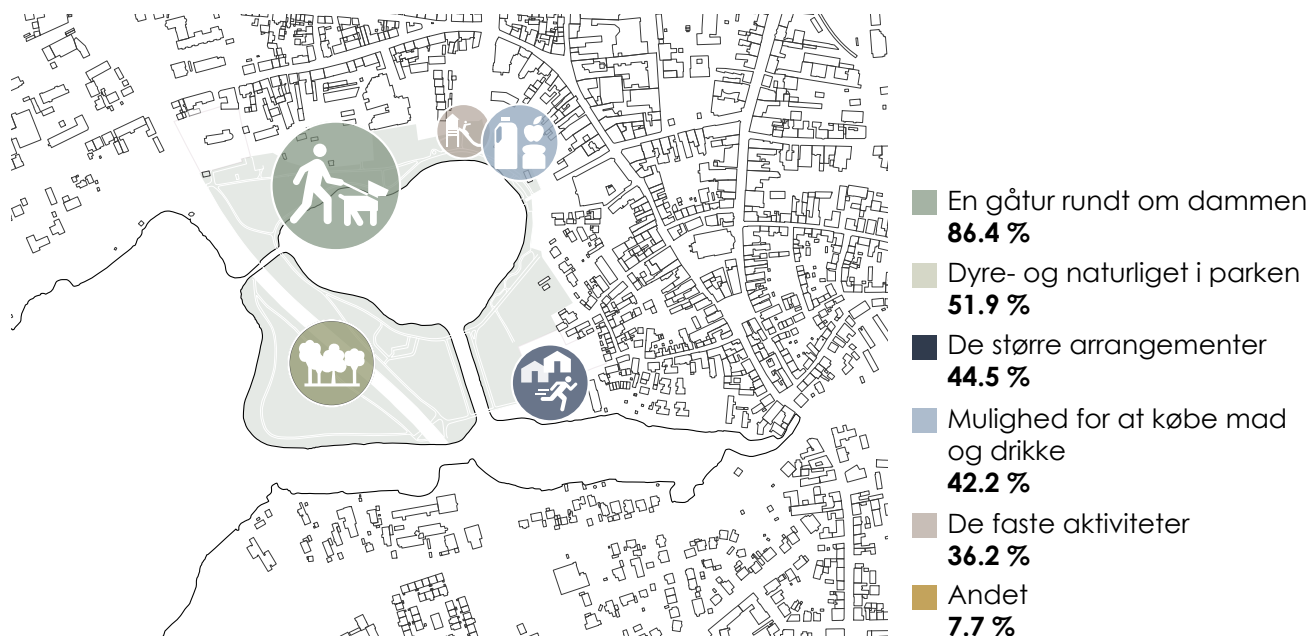 En gåtur rundt om dammen
86.4 %
Dyre- og naturliget i parken
51.9 %
De større arrangementer
44.5 %
Mulighed for at købe mad
og drikke
42.2 %
De faste aktiviteter
36.2 %
Andet
7.7 %